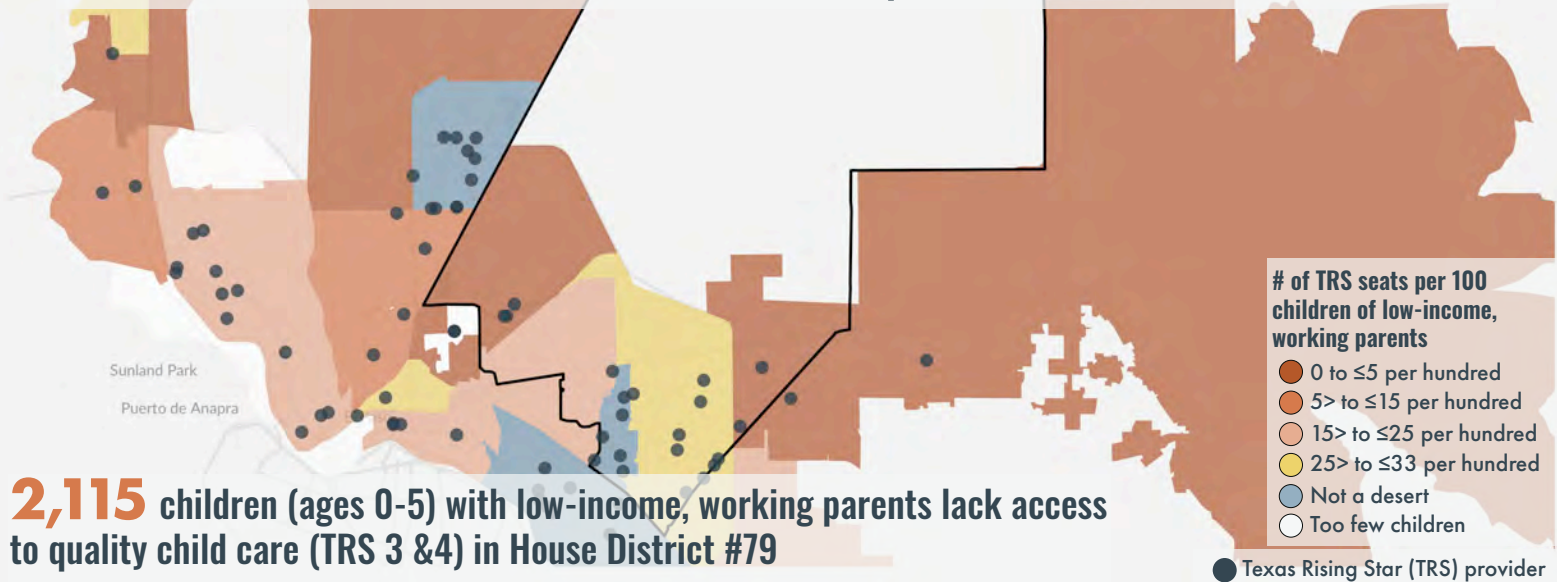 Sunland Park
Puerto de Anapra
# of TRS seats per 100
children of low-income,
working parents
0 to ≤5 per hundred
5> to ≤15 per hundred
15> to ≤25 per hundred
25> to ≤33 per hundred
Not a desert
Too few children
Texas Rising Star (TRS) provider
2,115 children (ages 0-5) with low-income, working parents lack access
to quality child care (TRS 3 &4) in House District #79